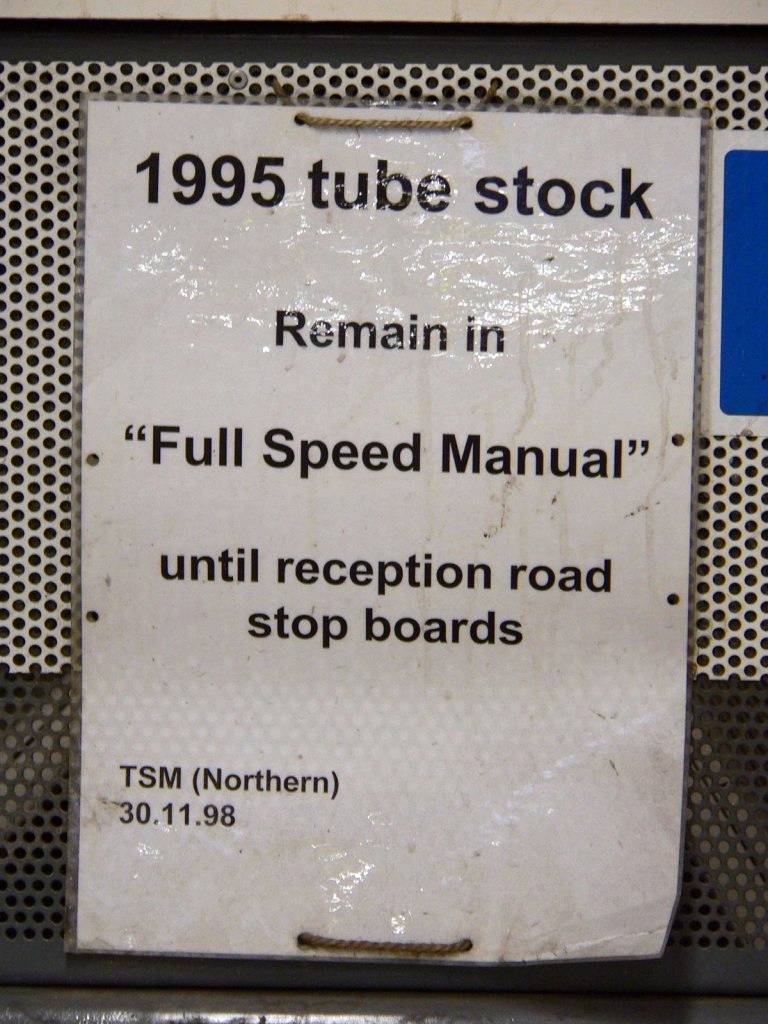 1995 tube stock
Remain in
“Full Speed Manual”
until reception road
stop boards
TSM (Northern)
30.11.98